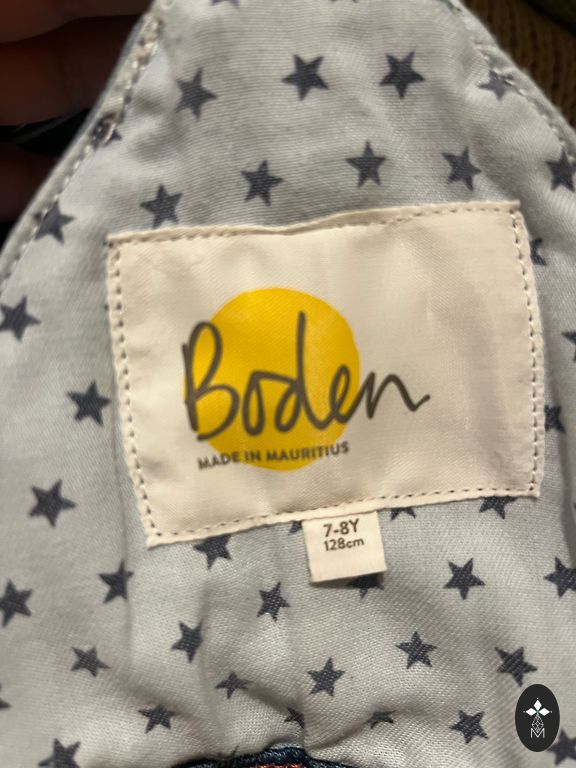 Boden
MADE IN MAURITIUS
7-8Y
128cm
M